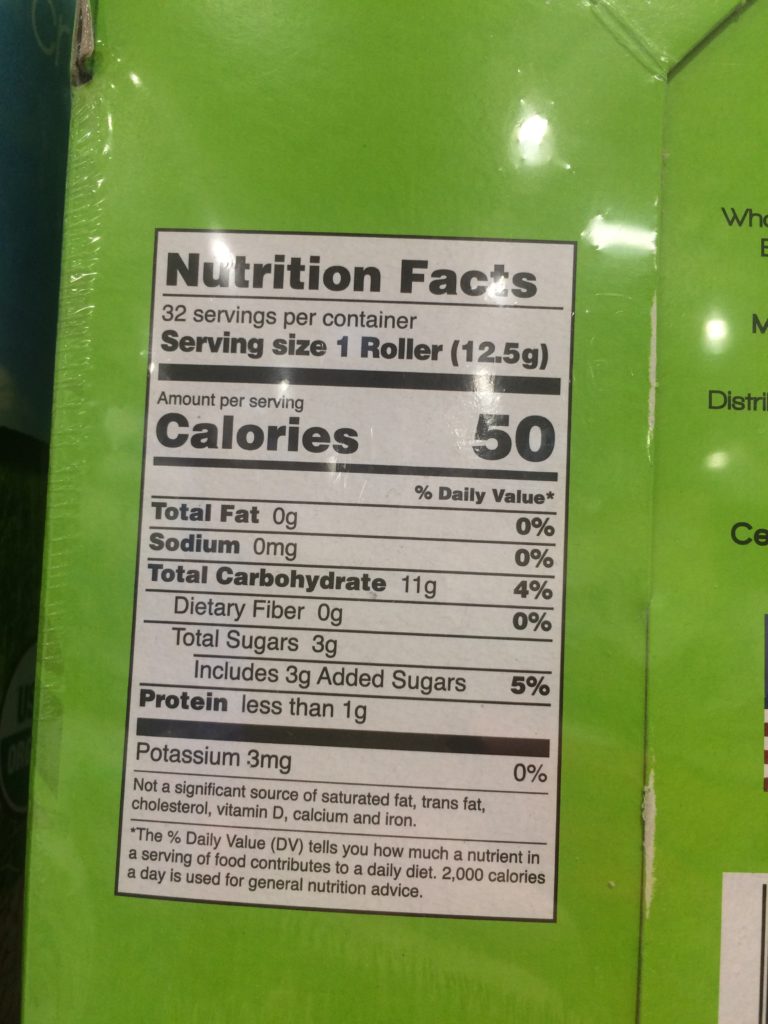 Nutrition Facts
32 servings per container
Serving size 1 Roller (12.5g)
Amount per serving
Calories 50
% Daily Value*
Total Fat 0g 0%
Sodium 0mg 0%
Total Carbohydrate 11g 4%
Dietary Fiber 0g 0%
Total Sugars 3g
Includes 3g Added Sugars 5%
Protein less than 1g
Potassium 3mg 0%
Not a significant source of saturated fat, trans fat,
cholesterol, vitamin D, calcium and iron.
*The % Daily Value (DV) tells you how much a nutrient in
a serving of food contributes to a daily diet. 2,000 calories
a day is used for general nutrition advice.